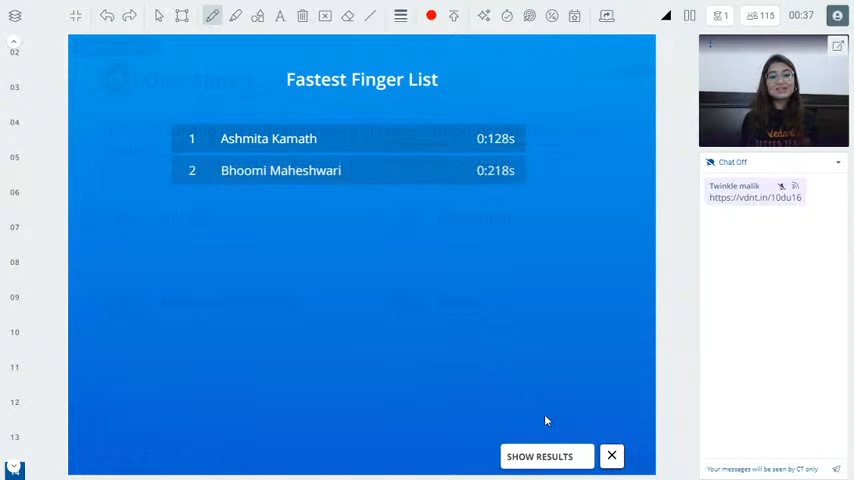 1
115
00:37
02
03
04
05
06
07
08
09
10
11
12
13
Fastest Finger List
1 Ashmita Kamath 0:128s
2 Bhoomi Maheshwari 0:218s
SHOW RESULTS
Chat Off
Twinkle malik
https://vdnt.in/10du16
Your messages will be seen by CT only